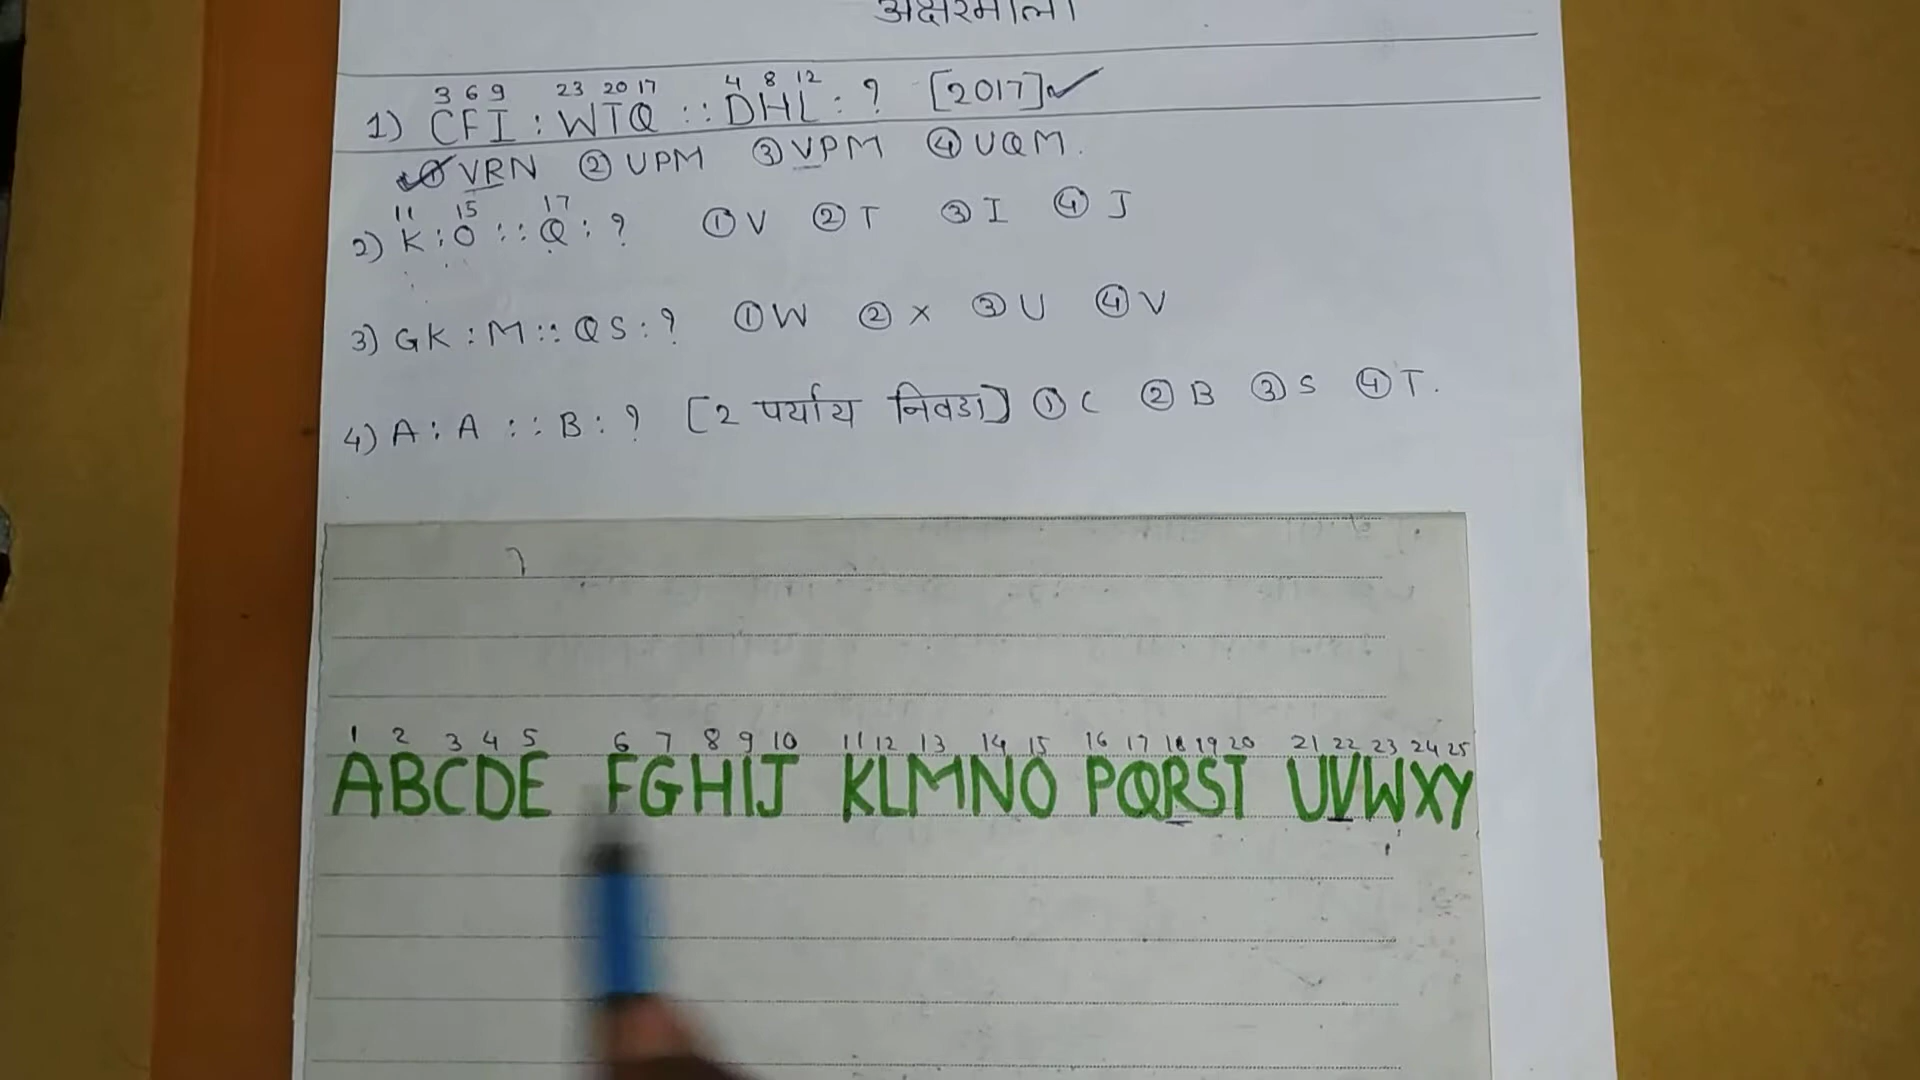 अक्षरमाला
3 6 9 23 20 17 4 8 12
1) CFI : WTQ :: DHL : ? [2017] ✓
① VRN ② UPM ③ VPM ④ UQM.
11 15 17
2) K : O :: Q : ? ① V ② T ③ I ④ J
3) GK : M :: QS : ? ① W ② X ③ U ④ V
4) A : A :: B : ? [2 पर्याय निवडा] ① C ② B ③ S ④ T.
1 2 3 4 5 6 7 8 9 10 11 12 13 14 15 16 17 18 19 20 21 22 23 24 25
ABCDE FGHIJ KLMNO PQRST UVWXY